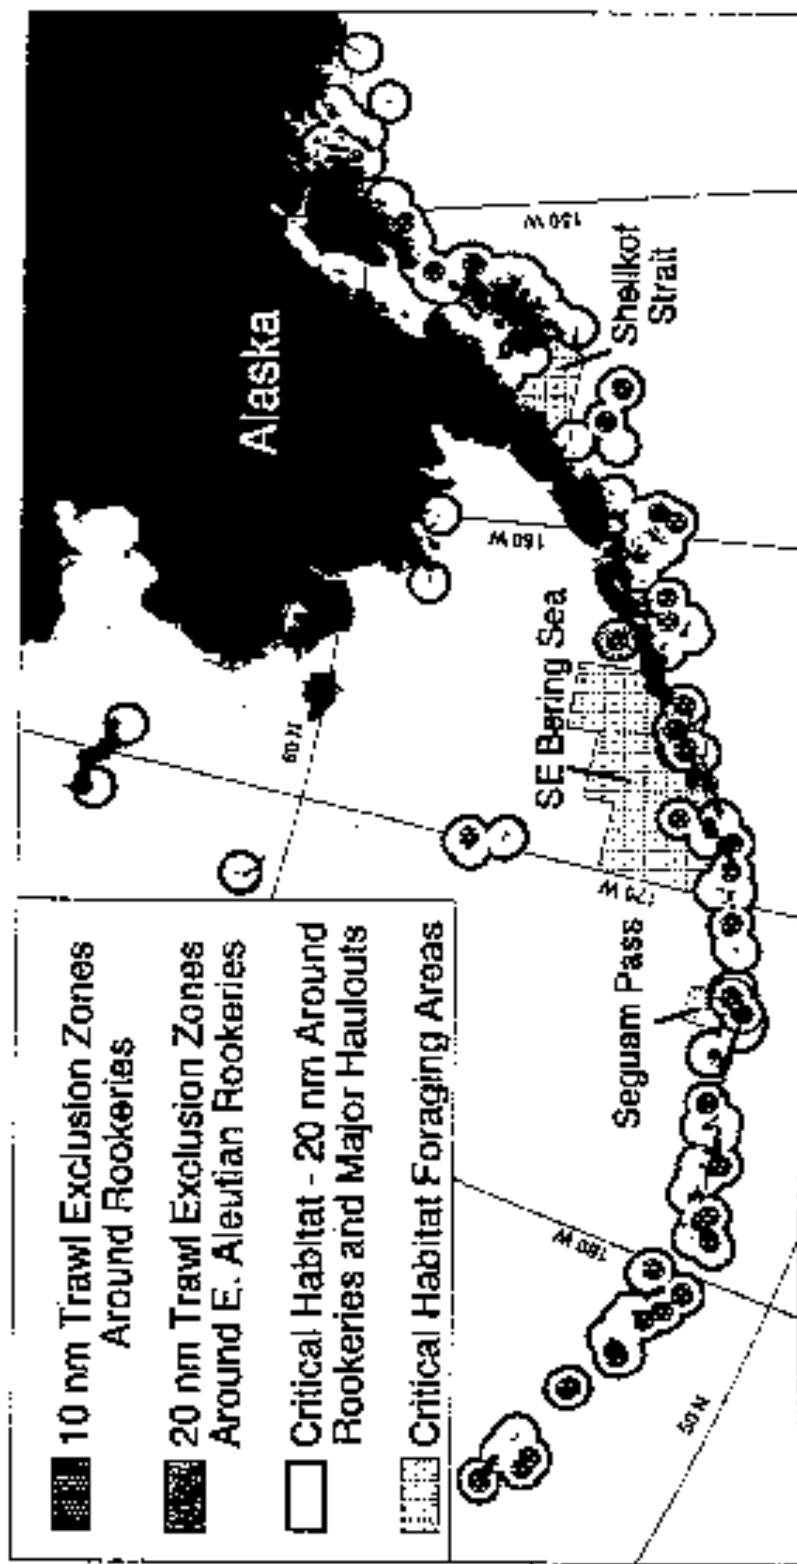 Alaska
150 W
Shelikof
Strait
160 W
SE Bering Sea
60 N
170 W
Seguam Pass
180 W
50 N
10 nm Trawl Exclusion Zones
Around Rookeries
20 nm Trawl Exclusion Zones
Around E. Aleutian Rookeries
Critical Habitat - 20 nm Around
Rookeries and Major Haulouts
Critical Habitat Foraging Areas